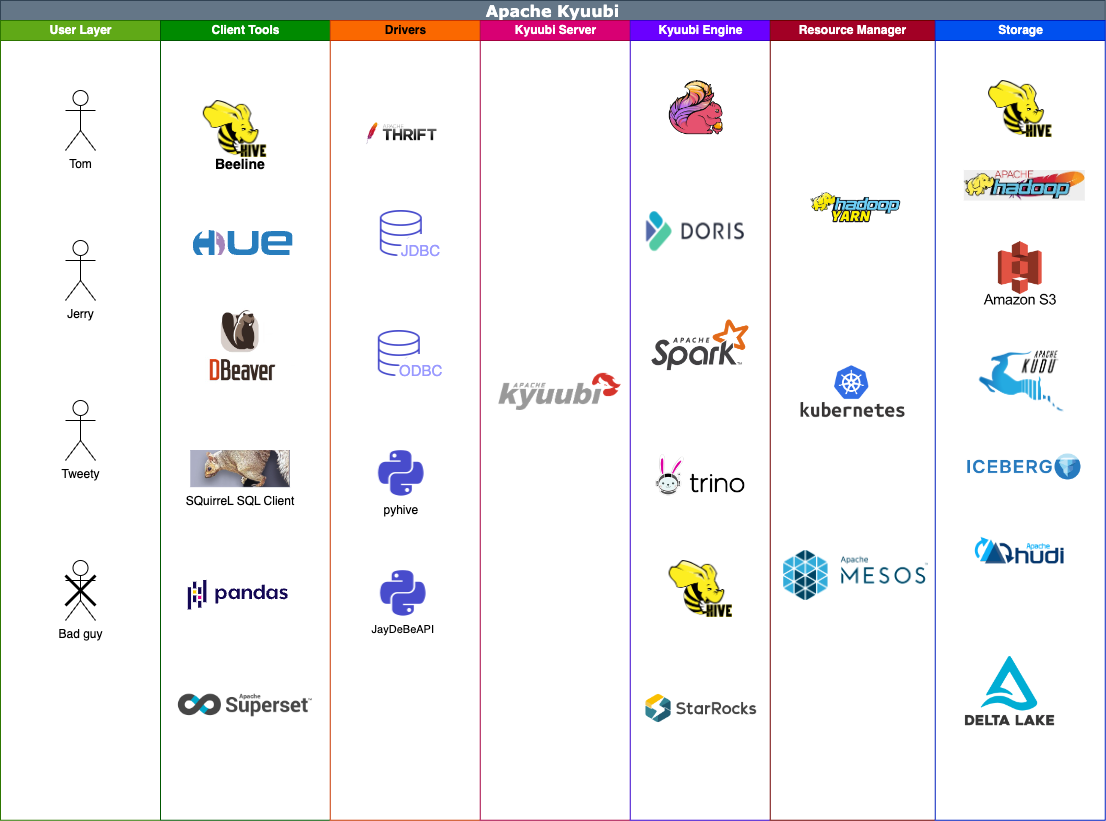 Apache Kyuubi
User Layer
Client Tools
Drivers
Kyuubi Server
Kyuubi Engine
Resource Manager
Storage
Tom
Jerry
Tweety
Bad guy
HIVE
Beeline
HUE
DBeaver
SQuirreL SQL Client
pandas
Apache
Superset™
APACHE
THRIFT
JDBC
ODBC
pyhive
JayDeBeAPI
APACHE
kyuubi
DORIS
APACHE
Spark™
trino
HIVE
StarRocks
hadoop
YARN
kubernetes
Apache
MESOS™
HIVE
APACHE
hadoop
Amazon S3
APACHE
KUDU
ICEBERG
Apache
hudi
DELTA LAKE